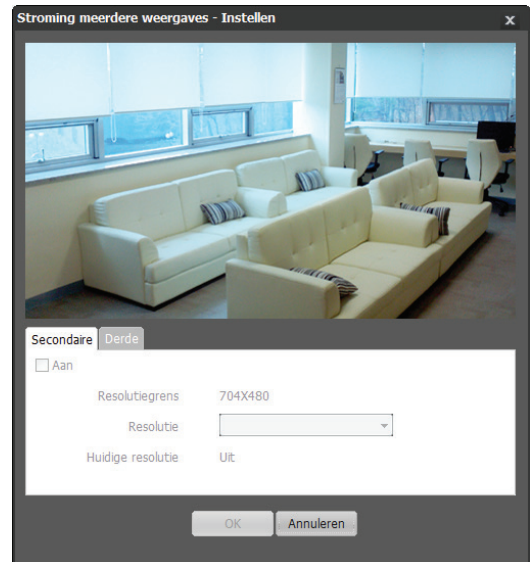 Stroming meerdere weergaves - Instellen x
Secondaire Derde
Aan
Resolutiegrens 704X480
Resolutie
Huidige resolutie Uit
OK Annuleren